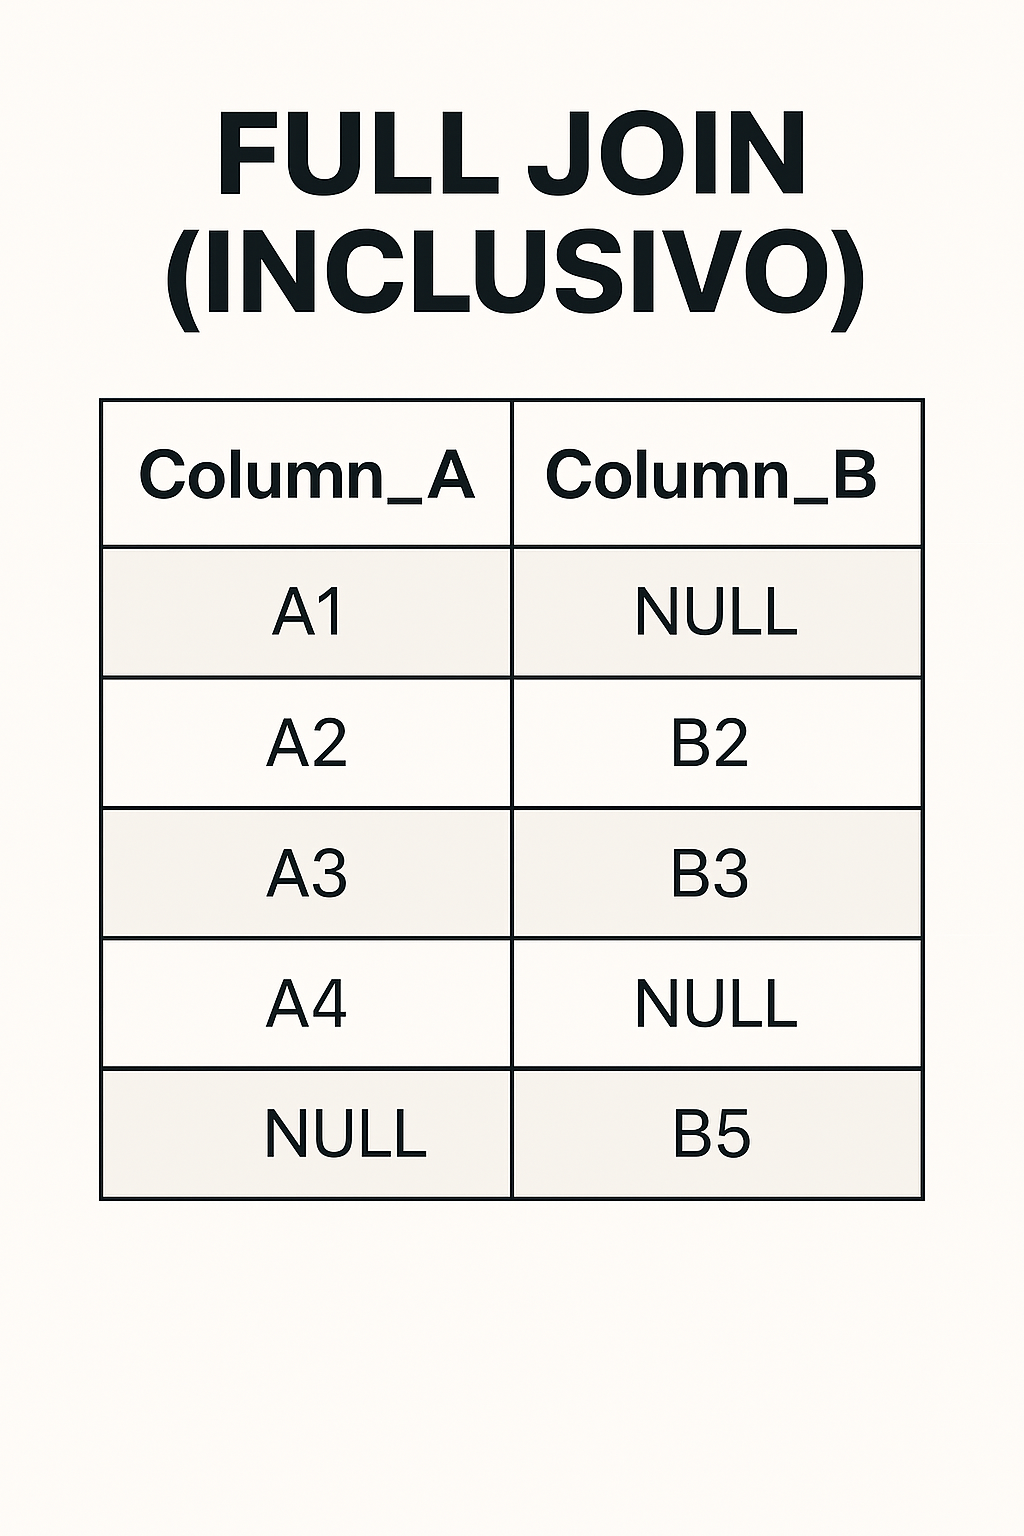 FULL JOIN
(INCLUSIVO)
Column_A Column_B
A1 NULL
A2 B2
A3 B3
A4 NULL
NULL B5